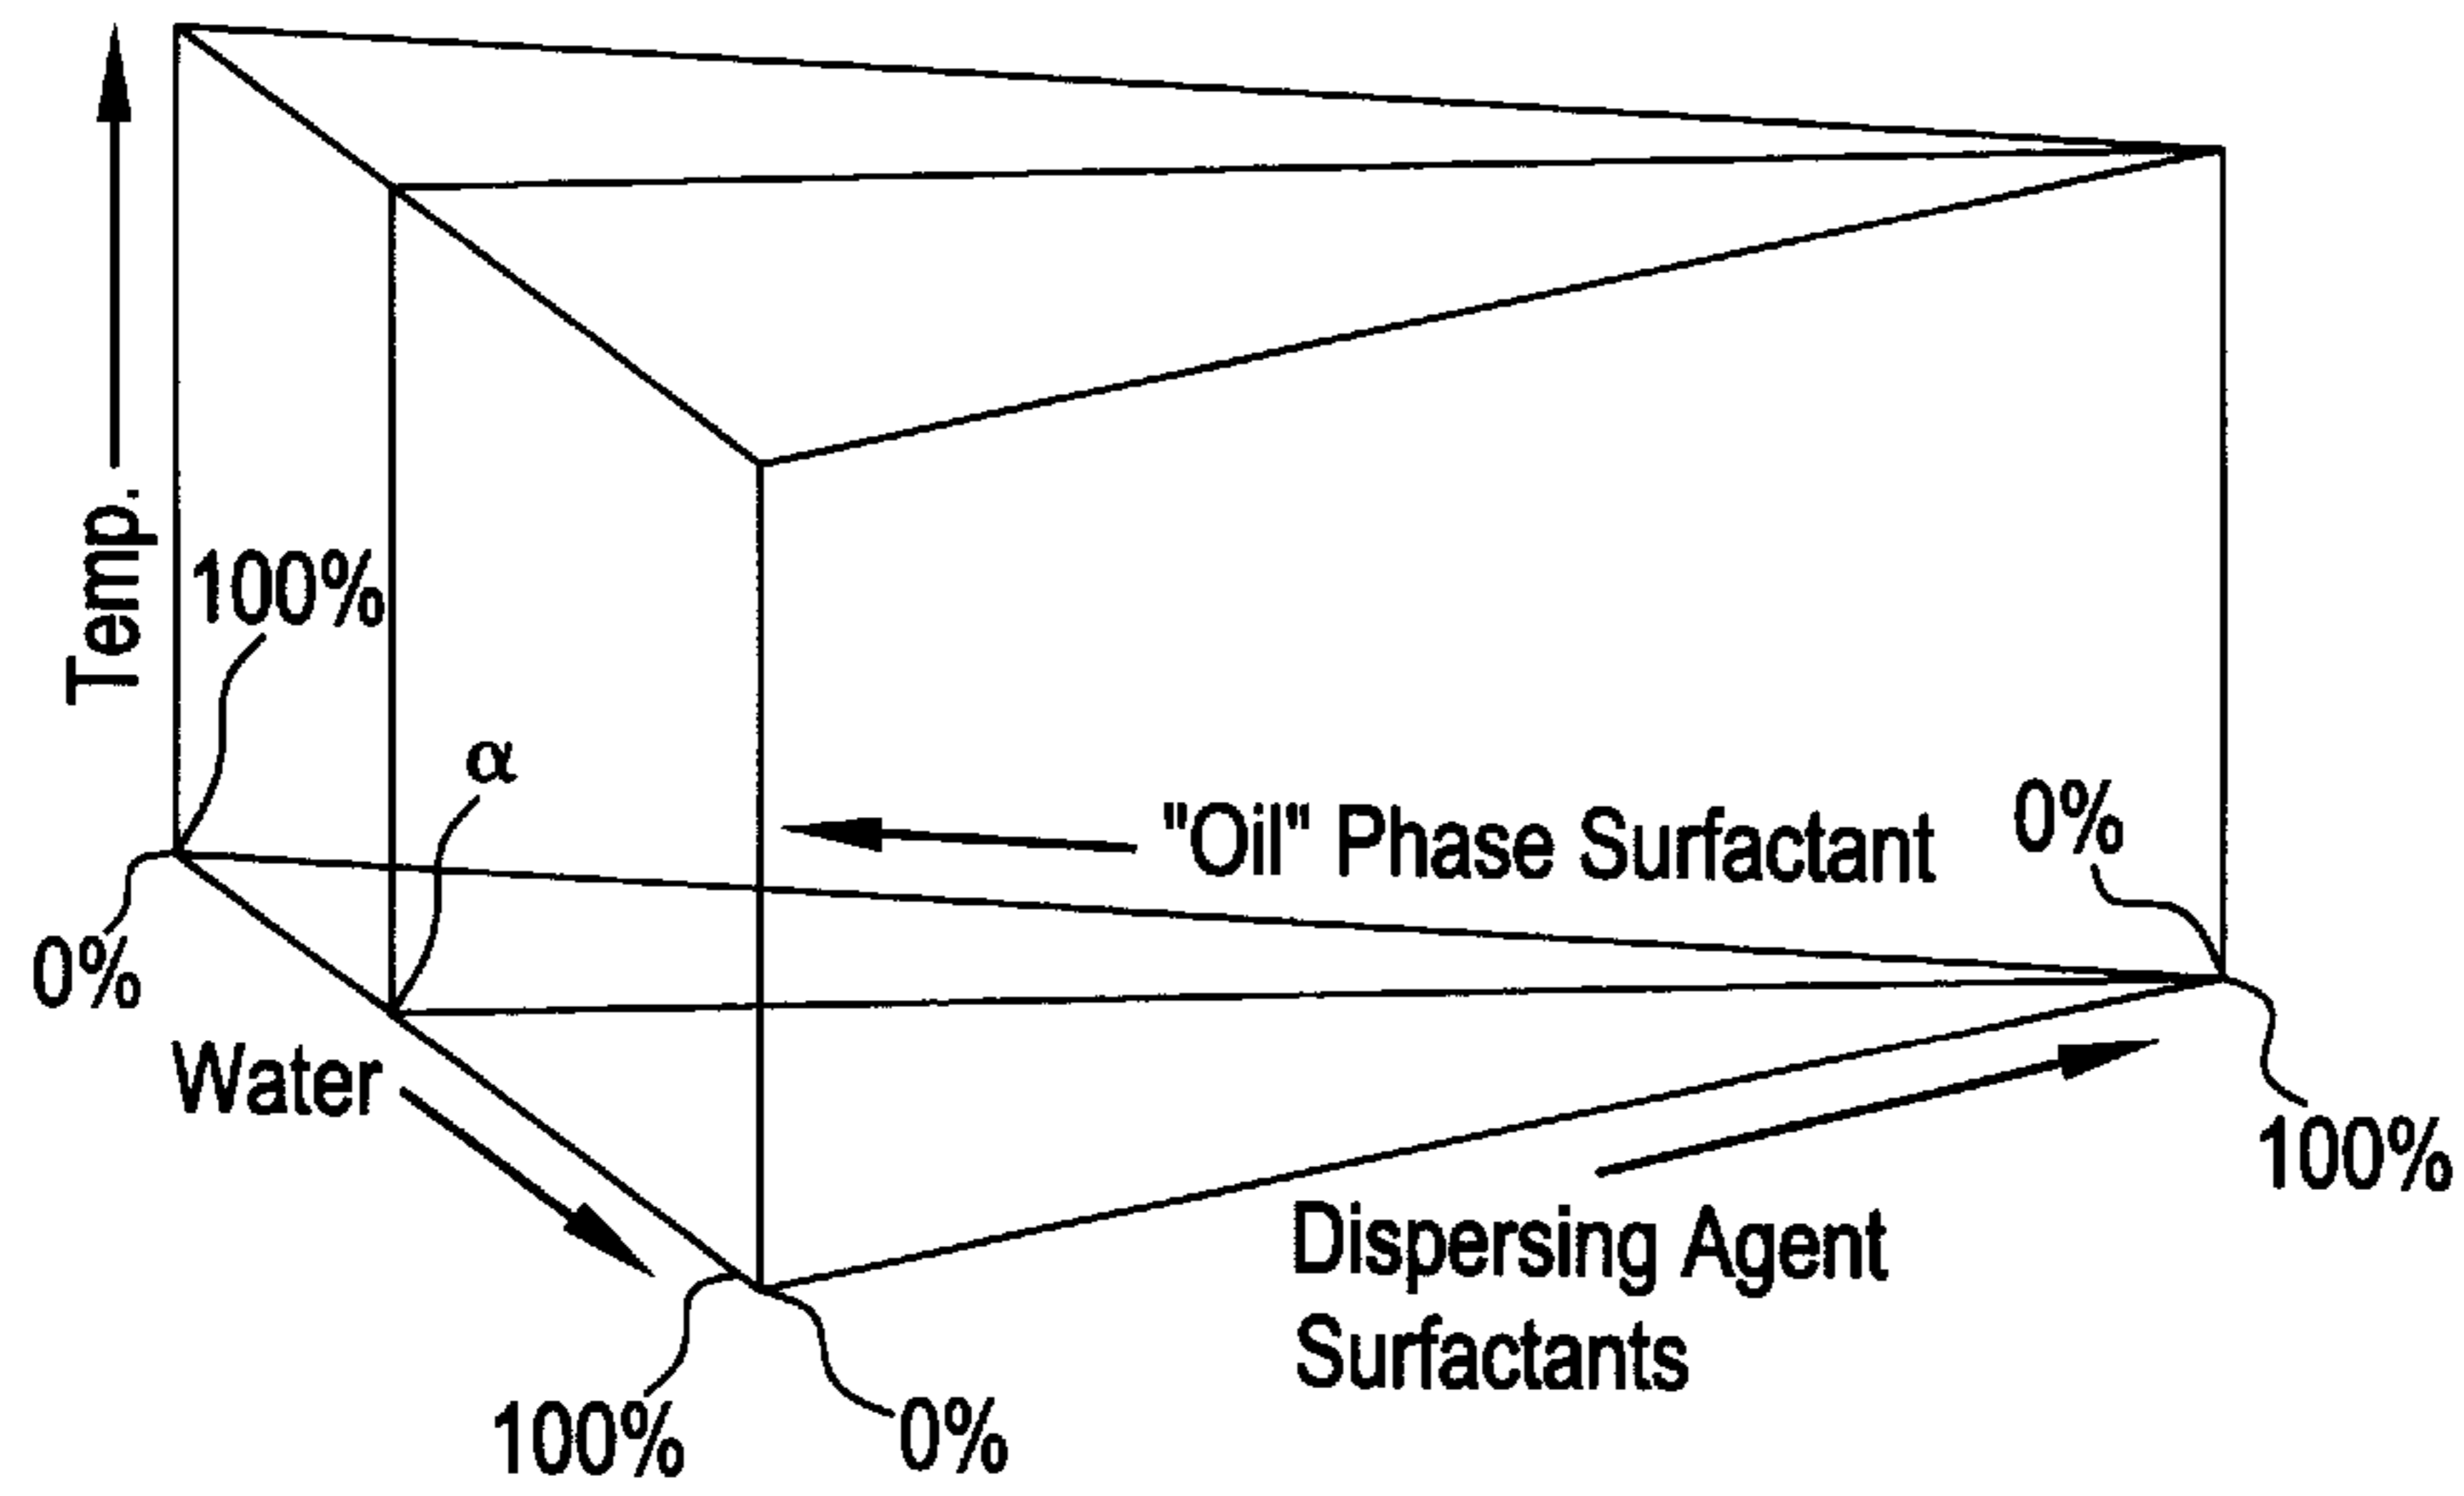 Temp.
100%
α
"Oil" Phase Surfactant
0%
0%
Water
100%
Dispersing Agent
Surfactants
100%
0%